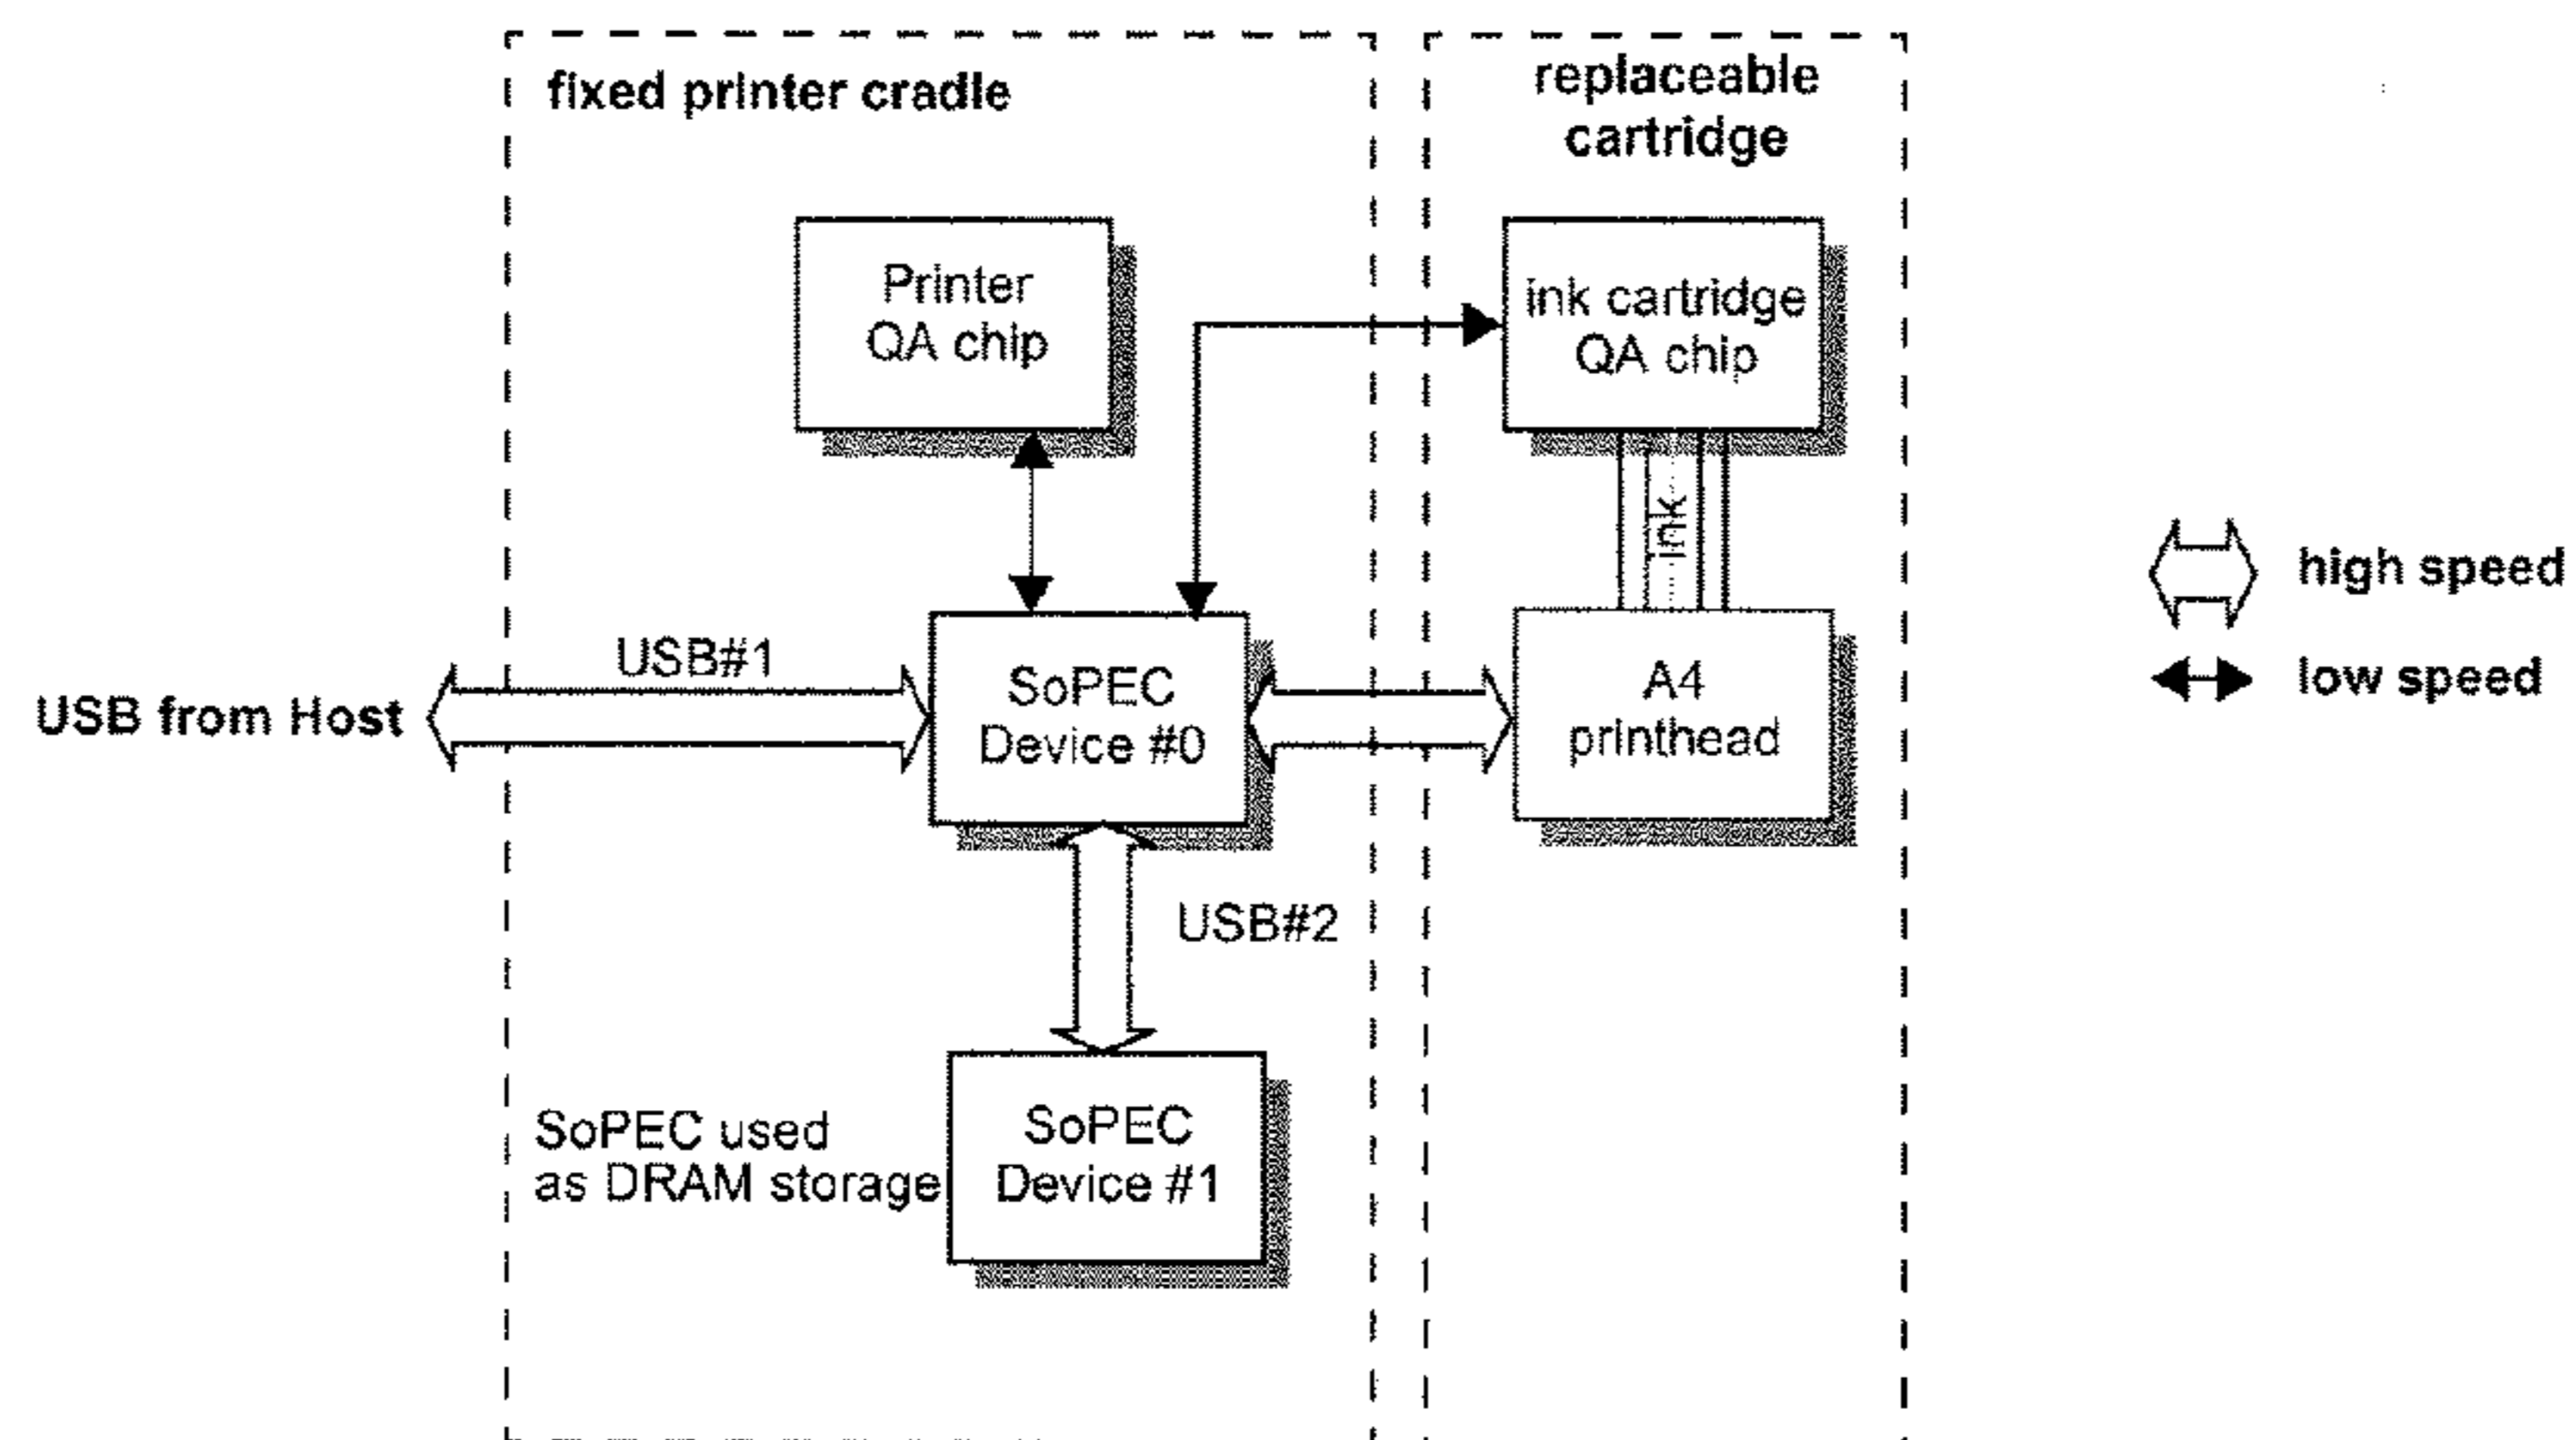 fixed printer cradle
replaceable
cartridge
Printer
QA chip
ink cartridge
QA chip
ink
high speed
low speed
USB#1
USB from Host
SoPEC
Device #0
A4
printhead
USB#2
SoPEC used
as DRAM storage
SoPEC
Device #1